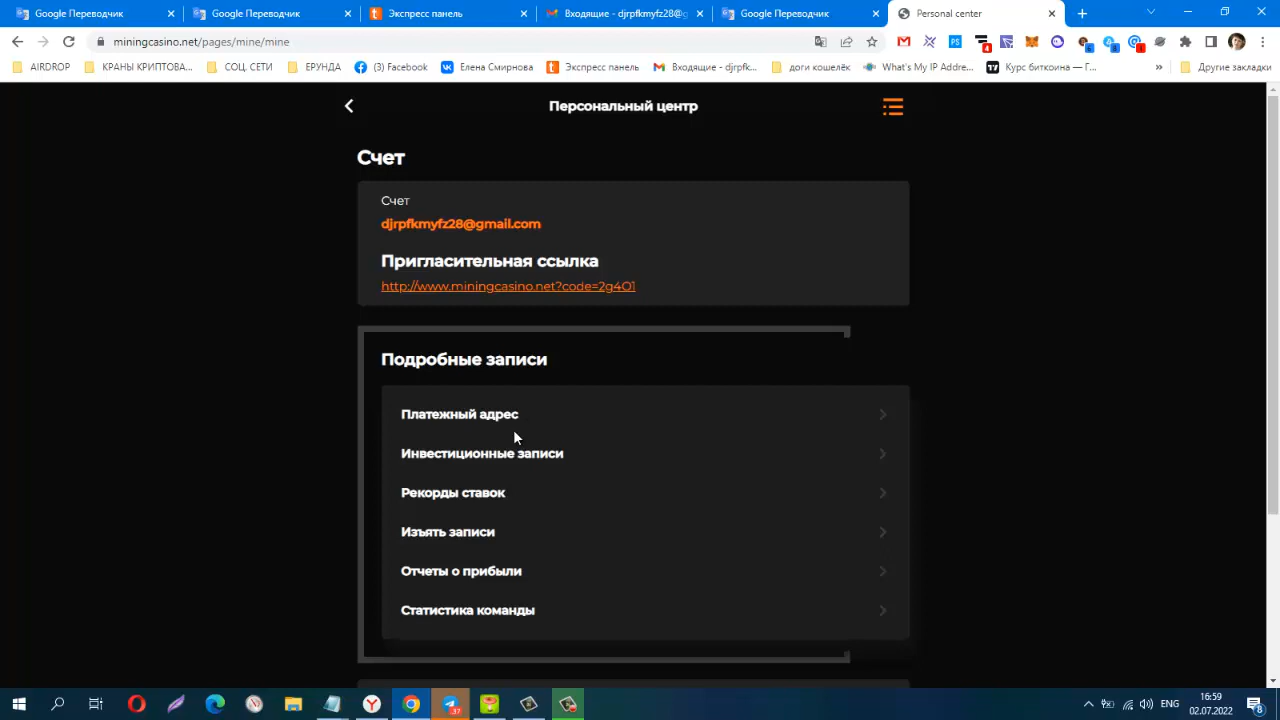 Google Переводчик
Google Переводчик
Экспресс панель
Входящие - djrpfkmyfz28@g
Google Переводчик
Personal center
miningcasino.net/pages/mine/mine
AIRDROP
КРАНЫ КРИПТОВА...
СОЦ. СЕТИ
ЕРУНДА
(3) Facebook
Елена Смирнова
Экспресс панель
Входящие - djrpfk...
доги кошелёк
What's My IP Addre...
Курс биткоина — Г...
»
Другие закладки
Персональный центр
Счет
Счет
djrpfkmyfz28@gmail.com
Пригласительная ссылка
http://www.miningcasino.net?code=2g4O1
Подробные записи
Платежный адрес
Инвестиционные записи
Рекорды ставок
Изъять записи
Отчеты о прибыли
Статистика команды
ENG
16:59
02.07.2022